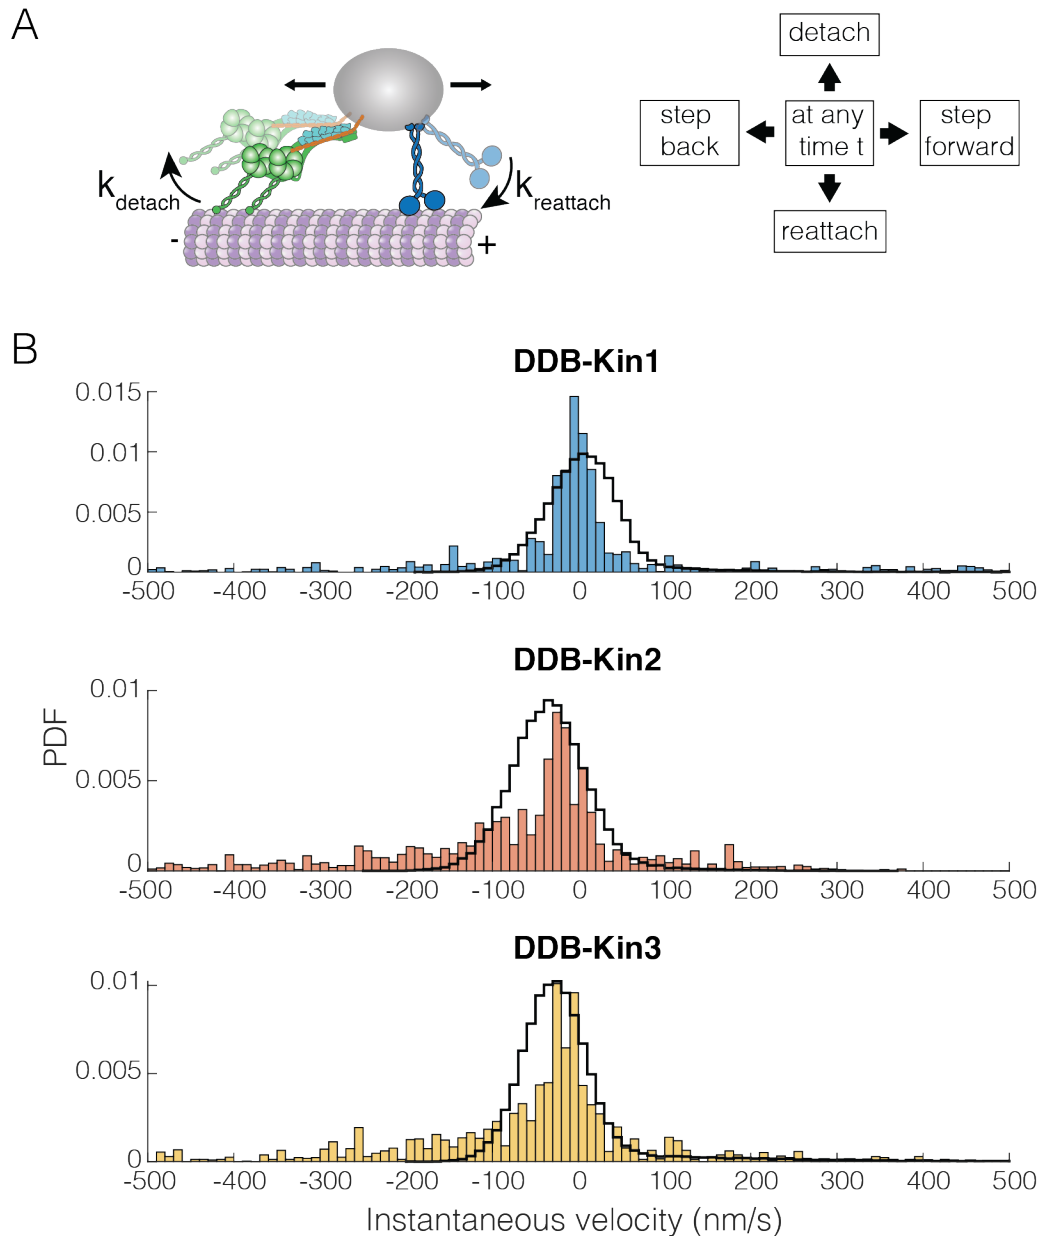 A
detach
step
back
at any
time t
step
forward
reattach
kdetach
kreattach
-
+
B
DDB-Kin1
0.015
0.01
0.005
0
-500 -400 -300 -200 -100 0 100 200 300 400 500
DDB-Kin2
0.01
0.005
0
-500 -400 -300 -200 -100 0 100 200 300 400 500
PDF
DDB-Kin3
0.01
0.005
0
-500 -400 -300 -200 -100 0 100 200 300 400 500
Instantaneous velocity (nm/s)